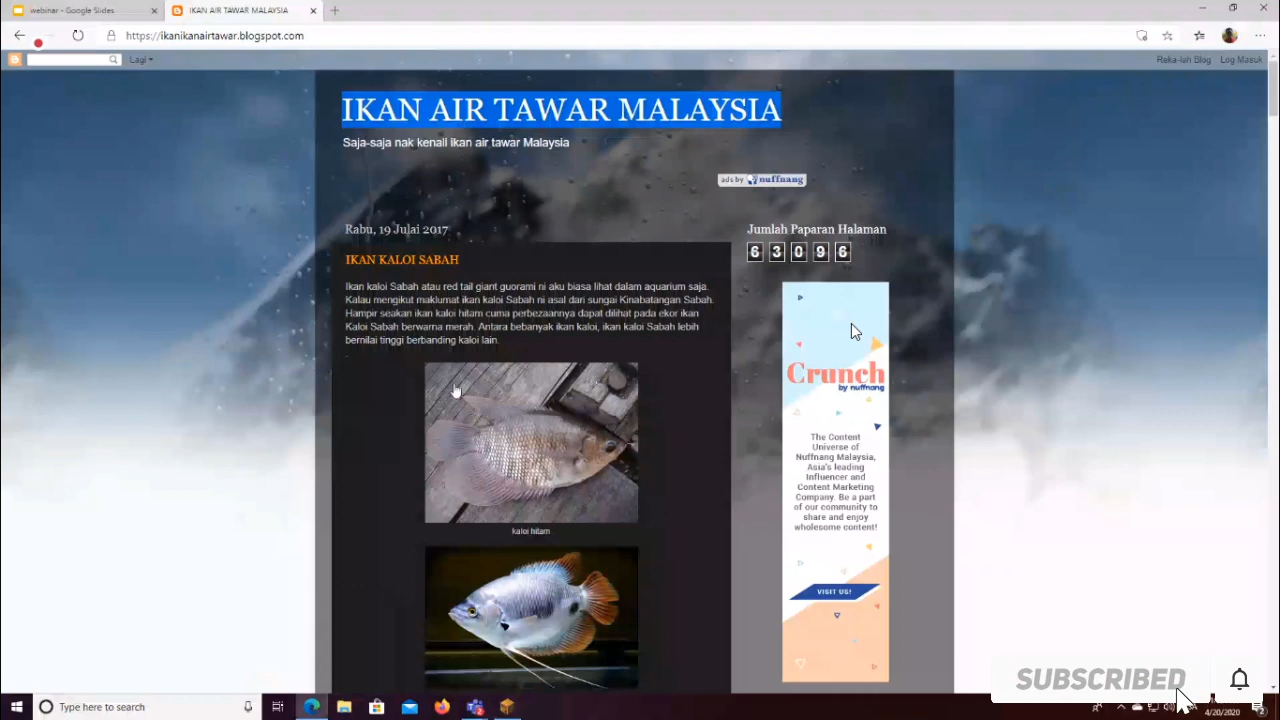 webinar - Google Slides
IKAN AIR TAWAR MALAYSIA
https://ikanikanairtawar.blogspot.com
Lagi
Reka-lah Blog Log Masuk
IKAN AIR TAWAR MALAYSIA
Saja-saja nak kenali ikan air tawar Malaysia
ads by nuffnang
Rabu, 19 Julai 2017
IKAN KALOI SABAH
Ikan kaloi Sabah atau red tail giant guorami ni aku biasa lihat dalam aquarium saja.
Kalau mengikut maklumat ikan kaloi Sabah ni asal dari sungai Kinabatangan Sabah.
Hampir seakan ikan kaloi hitam cuma perbezaannya dapat dilihat pada ekor ikan
Kaloi Sabah berwarna merah. Antara bebanyak ikan kaloi, ikan kaloi Sabah lebih
bernilai tinggi berbanding kaloi lain.
kaloi hitam
Jumlah Paparan Halaman
6 3 0 9 6
Crunch
by nuffnang
The Content
Universe of
Nuffnang Malaysia,
Asia's leading
Influencer and
Content Marketing
Company. Be a part
of our community to
share and enjoy
wholesome content!
VISIT US!
SUBSCRIBED
Type here to search
4/20/2020
2